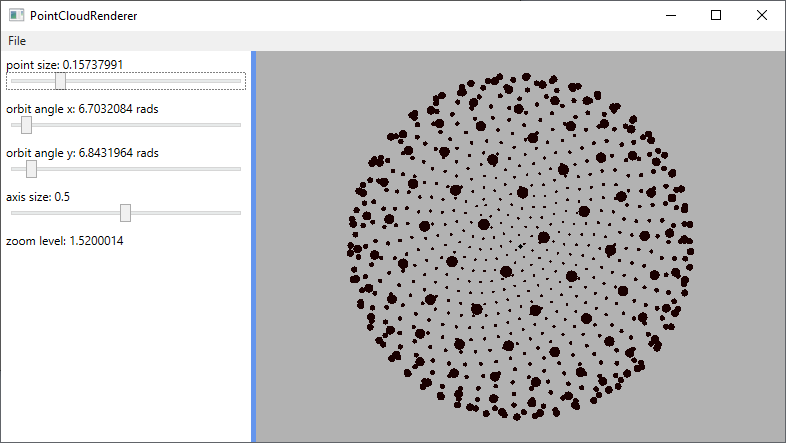 PointCloudRenderer
File
point size: 0.15737991
orbit angle x: 6.7032084 rads
orbit angle y: 6.8431964 rads
axis size: 0.5
zoom level: 1.5200014